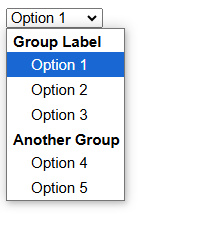 Option 1
Group Label
Option 1
Option 2
Option 3
Another Group
Option 4
Option 5